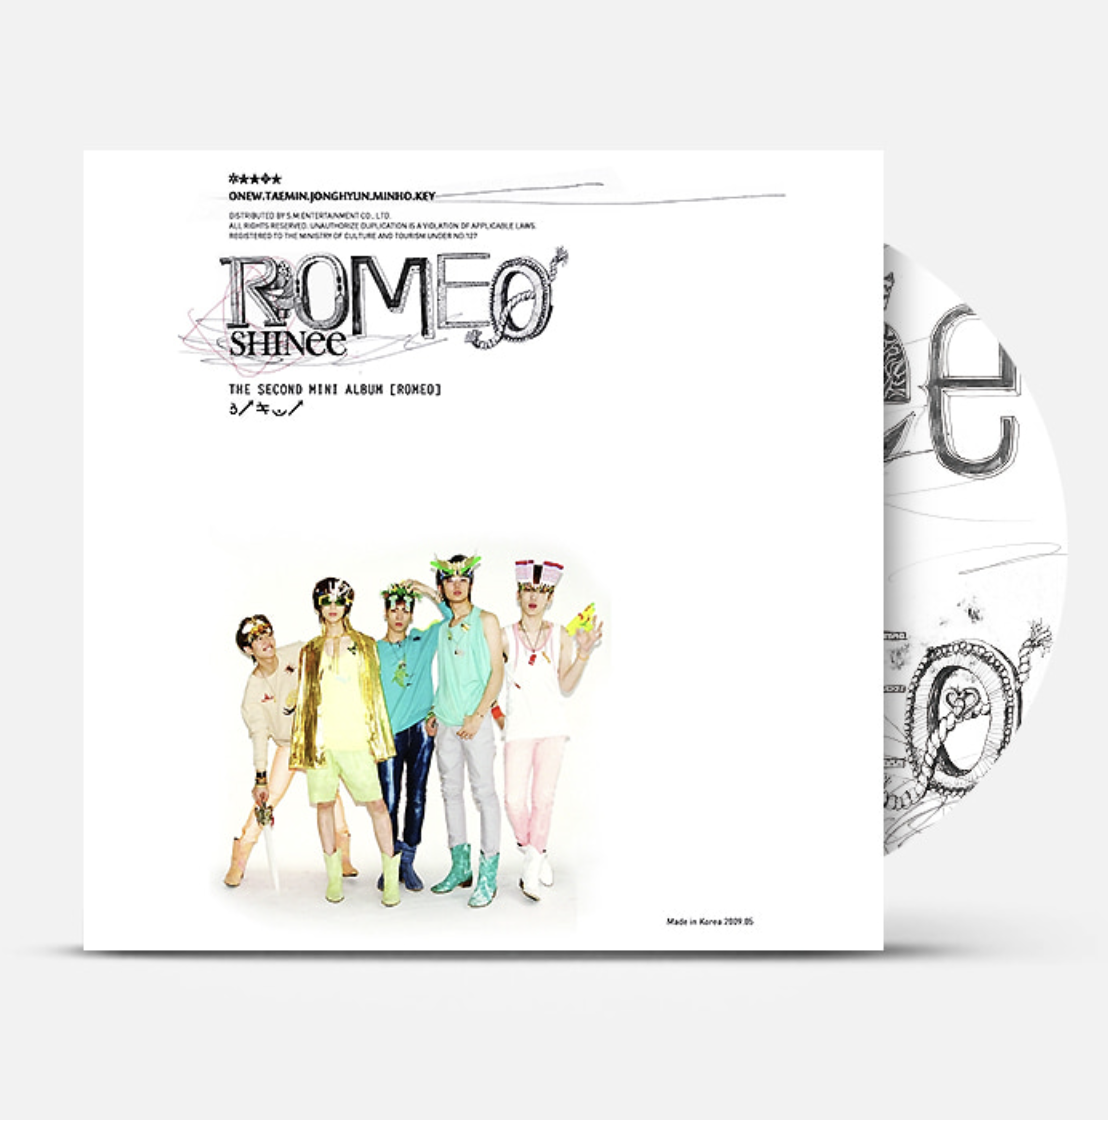 ✲★★✥★
ONEW.TAEMIN.JONGHYUN.MINHO.KEY
DISTRIBUTED BY S.M.ENTERTAINMENT CO., LTD.
ALL RIGHTS RESERVED. UNAUTHORIZE DUPLICATION IS A VIOLATION OF APPLICABLE LAWS.
REGISTERED TO THE MINISTRY OF CULTURE AND TOURISM UNDER NO.127
ROMEO
SHINee
THE SECOND MINI ALBUM [ROMEO]
Made in Korea 2009.05
e
O